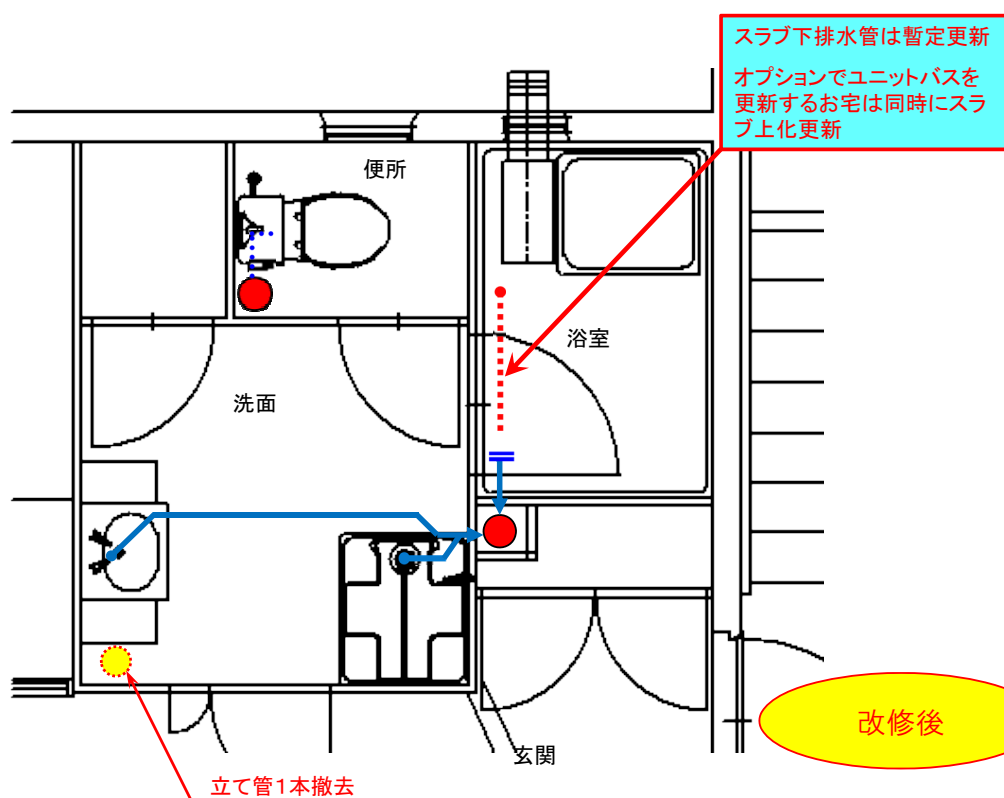 スラブ下排水管は暫定更新
オプションでユニットバスを
更新するお宅は同時にスラ
ブ上化更新
便所
浴室
洗面
改修後
玄関
立て管1本撤去